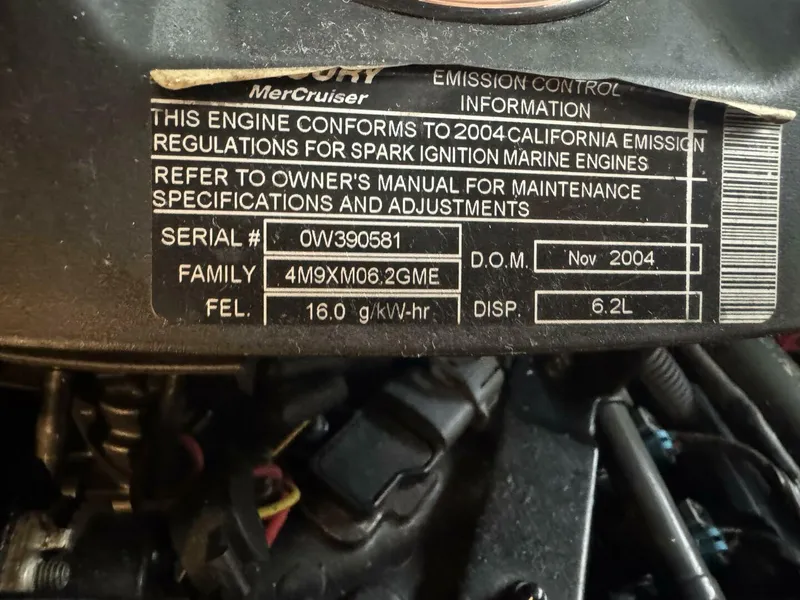 MerCruiser
EMISSION CONTROL
INFORMATION
THIS ENGINE CONFORMS TO 2004 CALIFORNIA EMISSION
REGULATIONS FOR SPARK IGNITION MARINE ENGINES
REFER TO OWNER'S MANUAL FOR MAINTENANCE
SPECIFICATIONS AND ADJUSTMENTS
SERIAL # 0W390581
D.O.M. Nov 2004
FAMILY 4M9XM06.2GME
FEL. 16.0 g/kW-hr
DISP. 6.2L